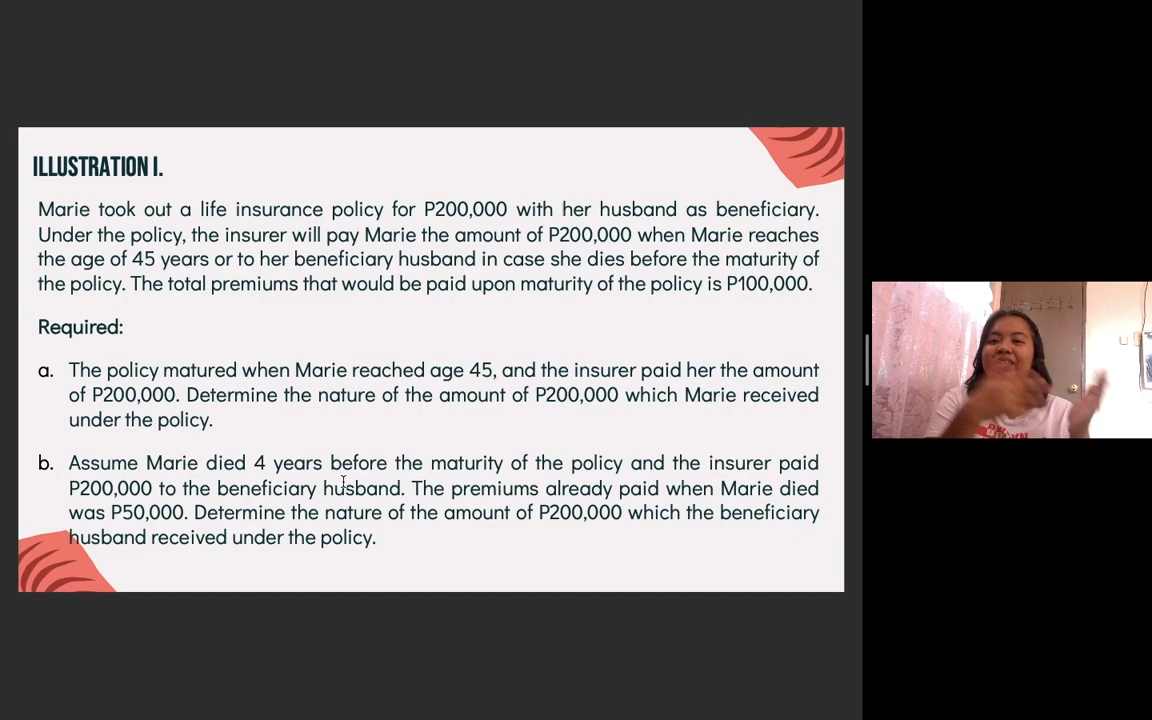 ILLUSTRATION I.
Marie took out a life insurance policy for P200,000 with her husband as beneficiary.
Under the policy, the insurer will pay Marie the amount of P200,000 when Marie reaches
the age of 45 years or to her beneficiary husband in case she dies before the maturity of
the policy. The total premiums that would be paid upon maturity of the policy is P100,000.
Required:
a. The policy matured when Marie reached age 45, and the insurer paid her the amount
of P200,000. Determine the nature of the amount of P200,000 which Marie received
under the policy.
b. Assume Marie died 4 years before the maturity of the policy and the insurer paid
P200,000 to the beneficiary husband. The premiums already paid when Marie died
was P50,000. Determine the nature of the amount of P200,000 which the beneficiary
husband received under the policy.